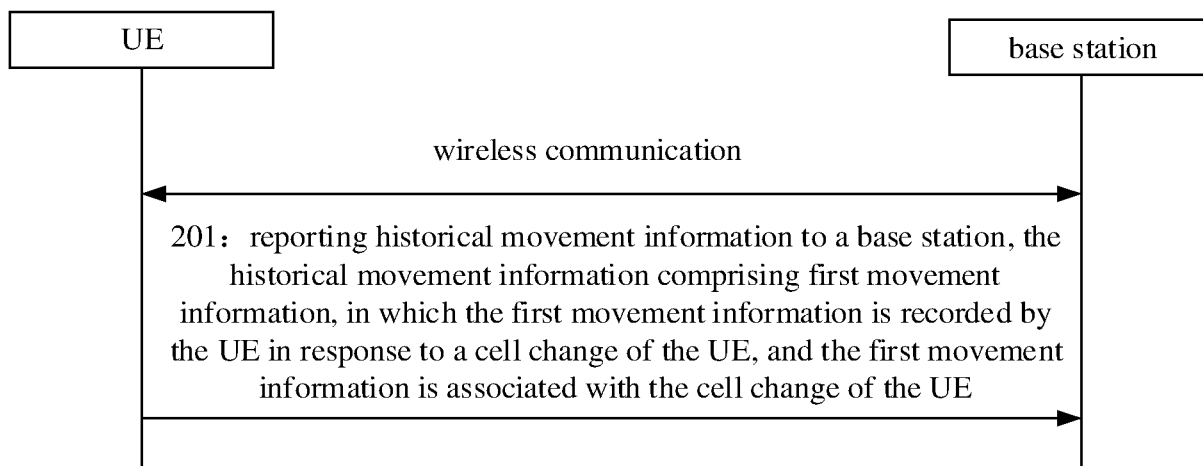 UE
base station
wireless communication
201：reporting historical movement information to a base station, the
historical movement information comprising first movement
information, in which the first movement information is recorded by
the UE in response to a cell change of the UE, and the first movement
information is associated with the cell change of the UE